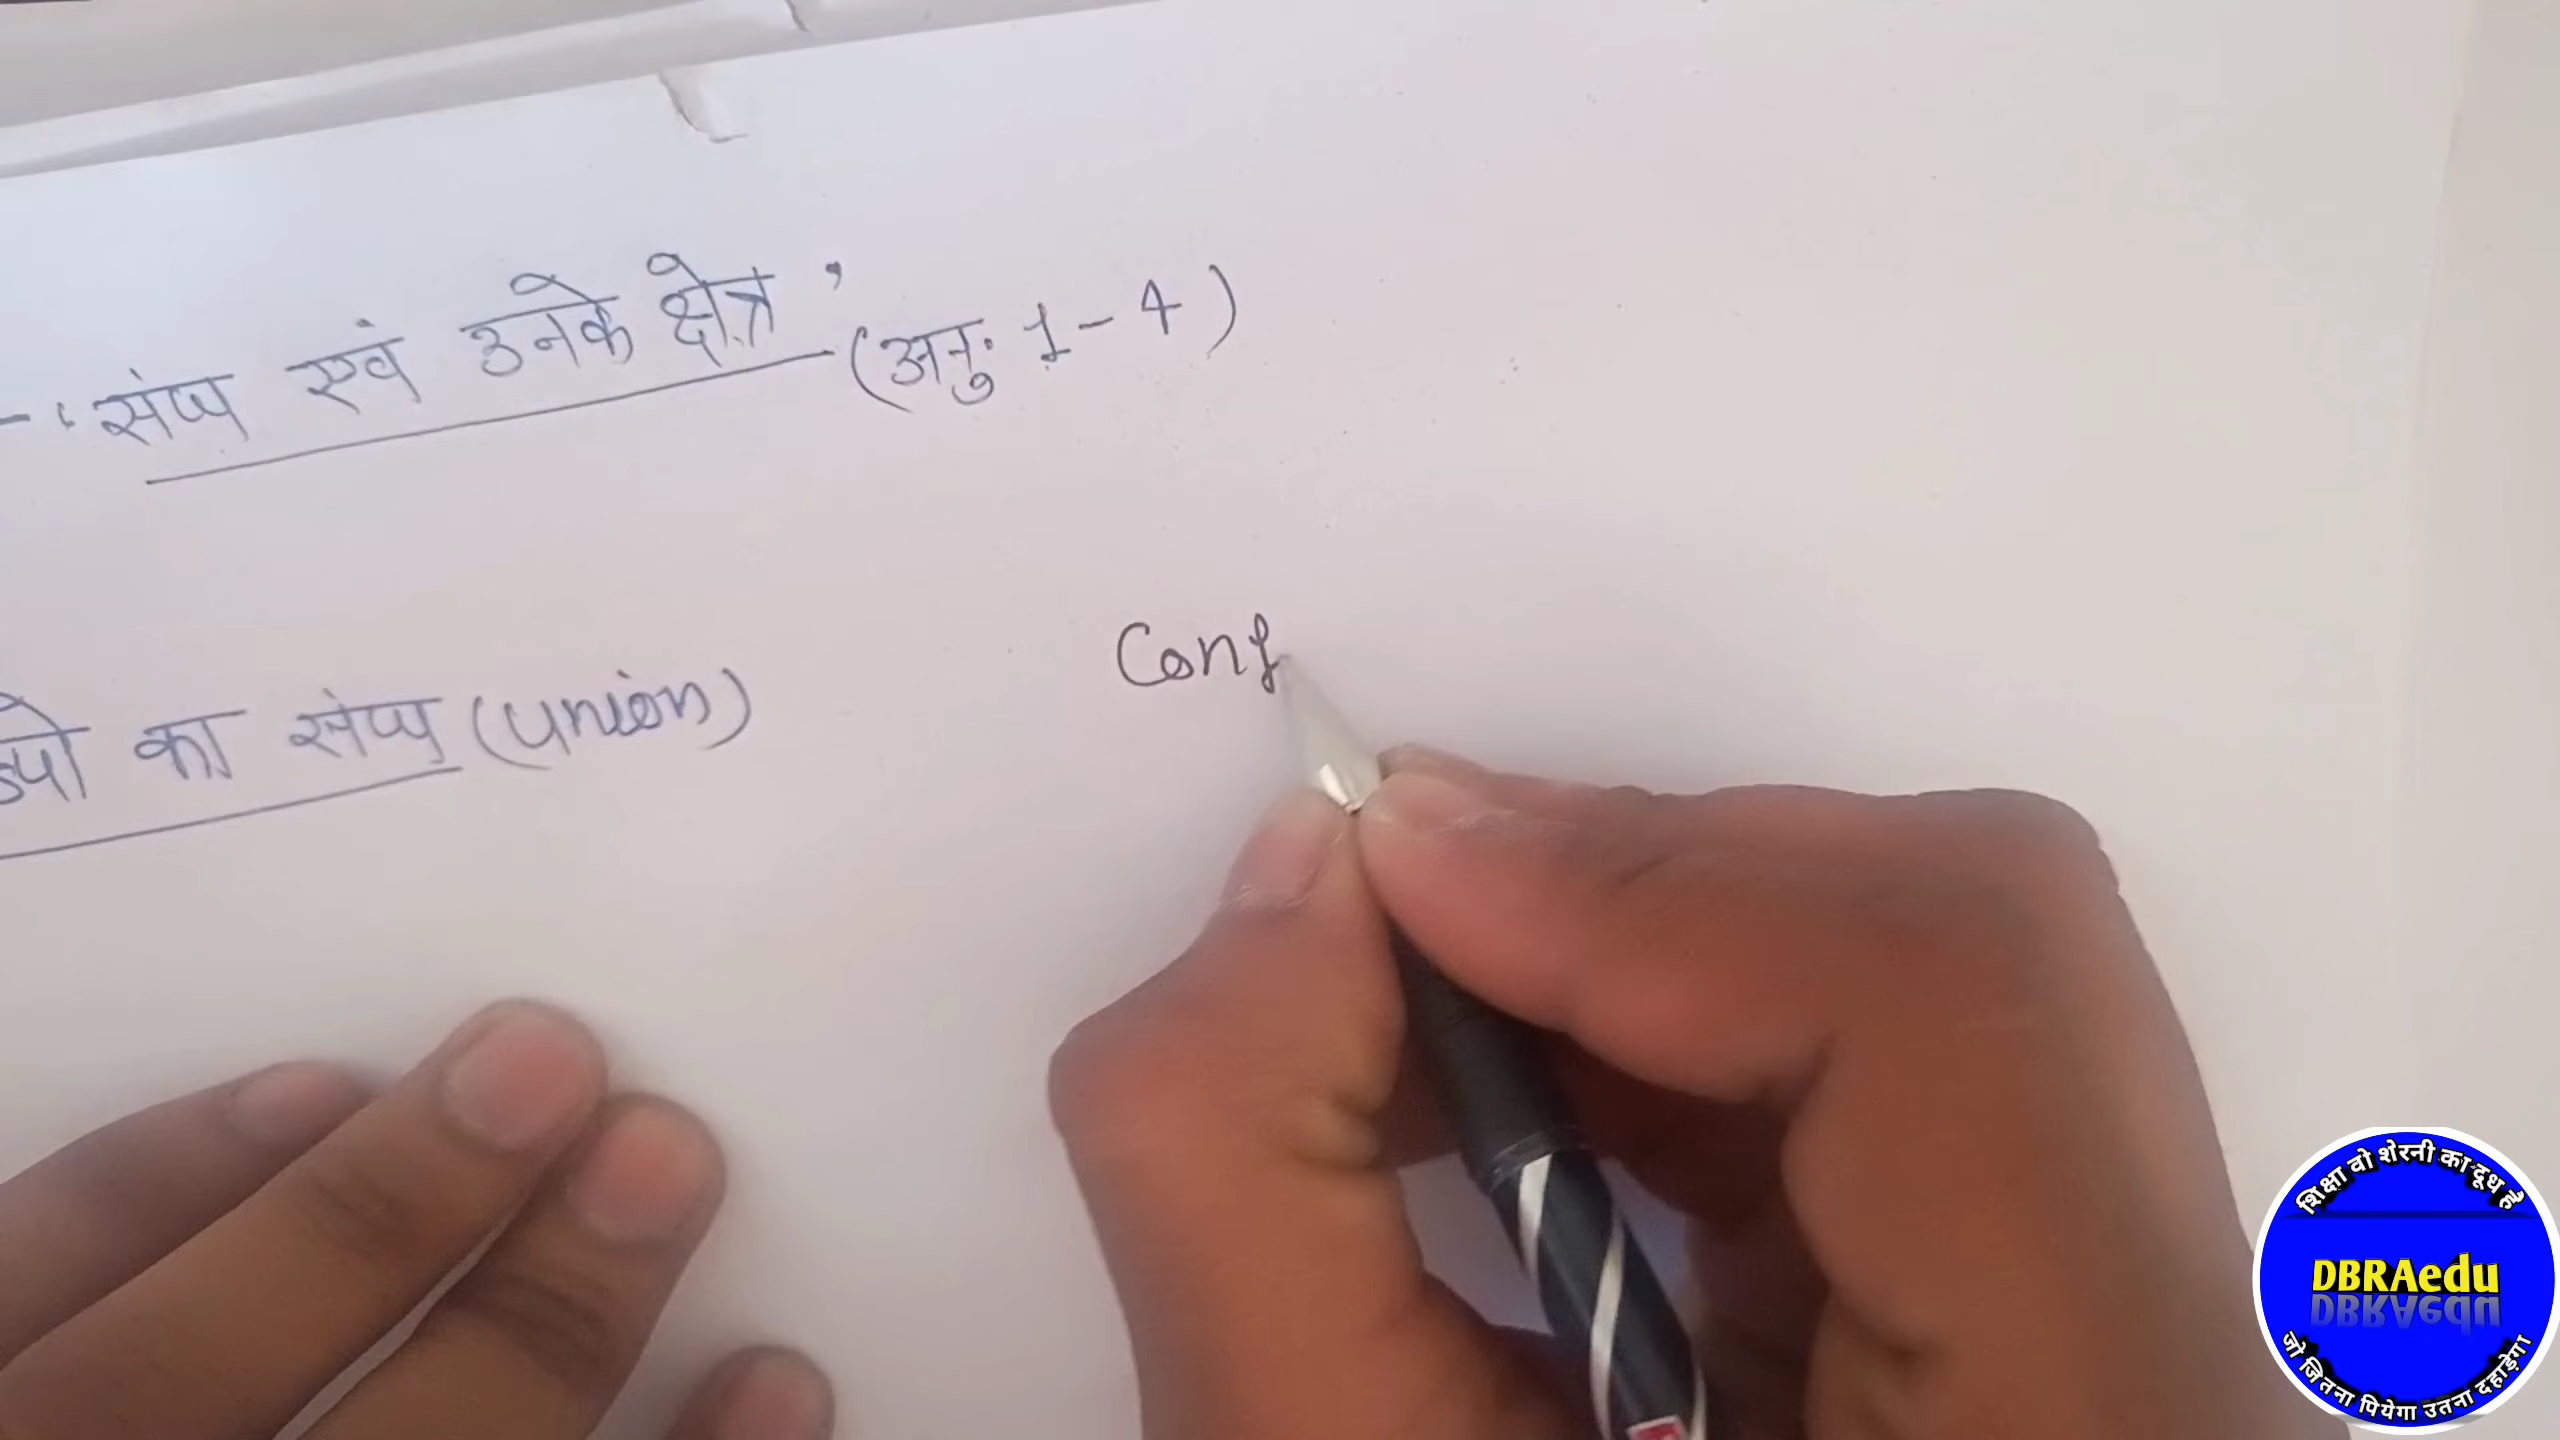 - 'संघ एवं उनके क्षेत्र' (अनु. 1-4)
का संघ (union)
Conf
शिक्षा वो शेरनी का दूध है
DBRAedu
जो जितना पियेगा उतना दहाड़ेगा